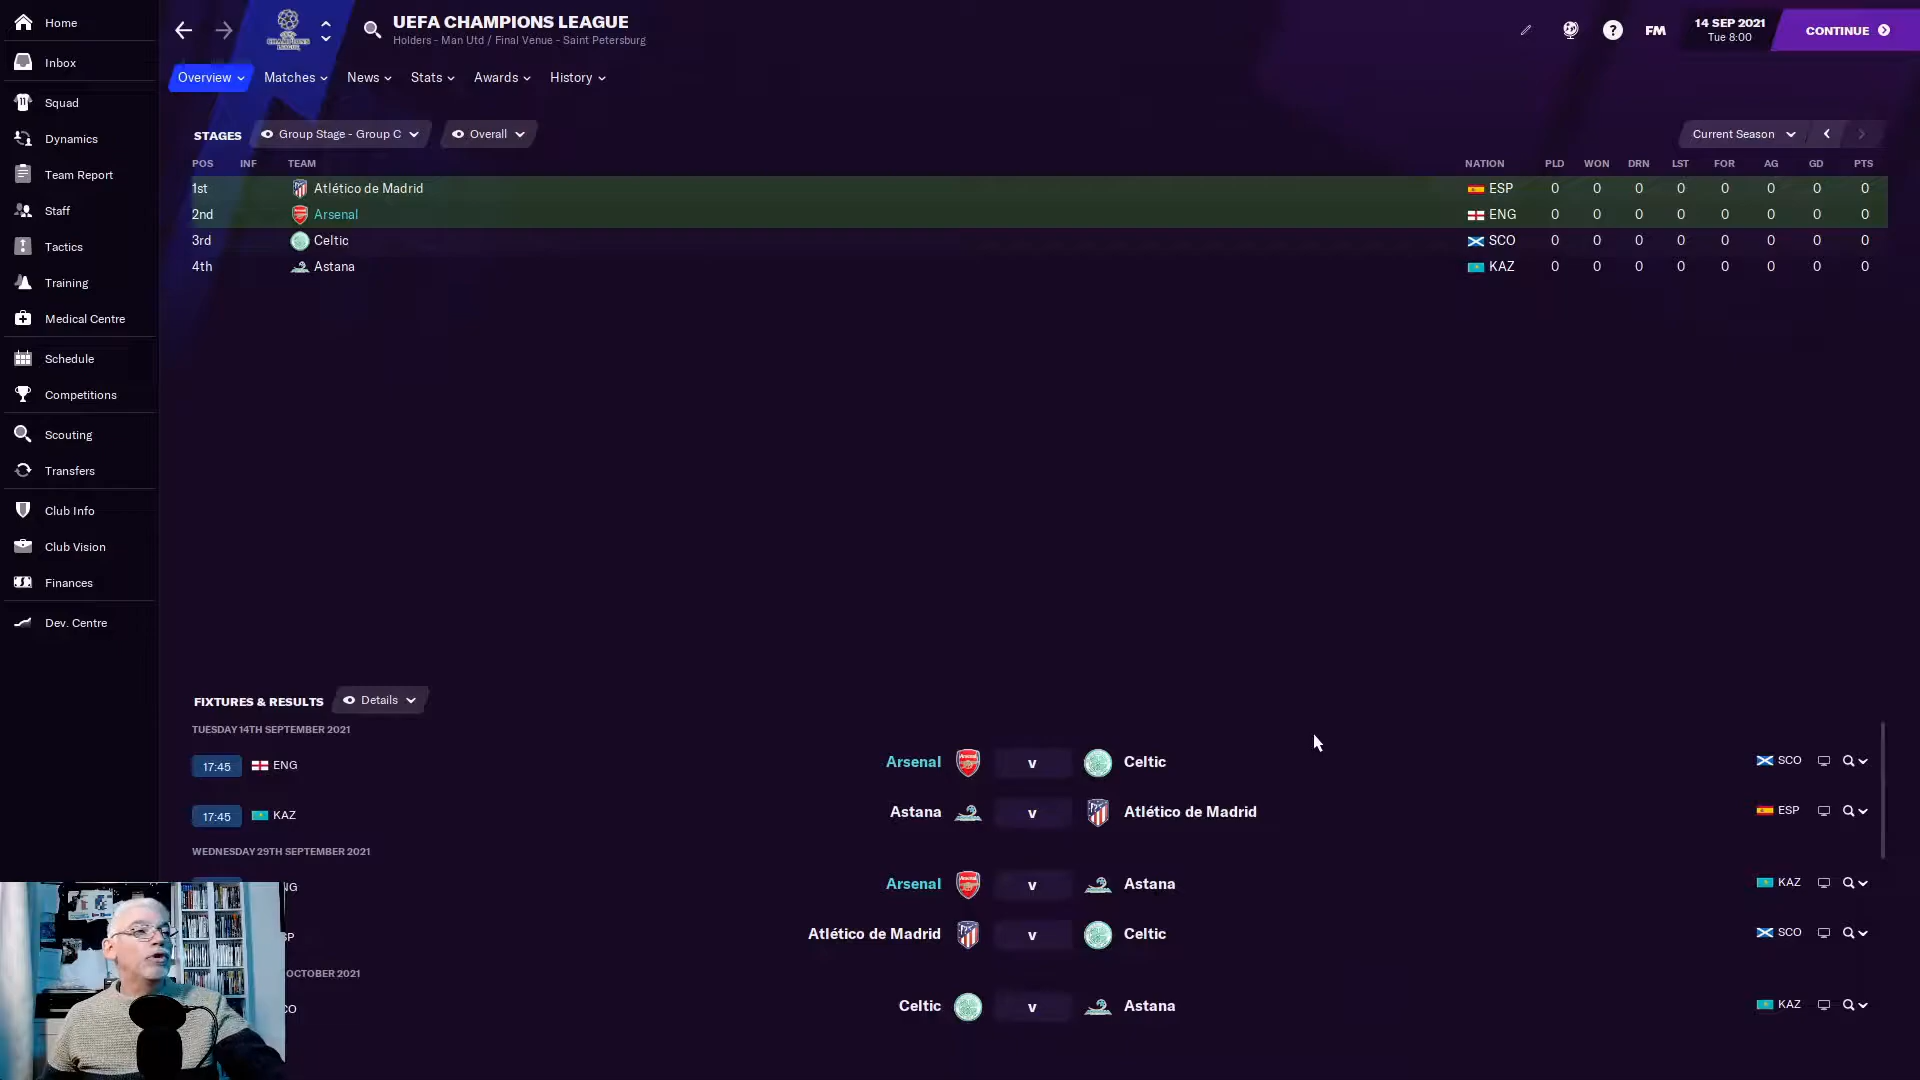 Home
Inbox
Squad
Dynamics
Team Report
Staff
Tactics
Training
Medical Centre
Schedule
Competitions
Scouting
Transfers
Club Info
Club Vision
Finances
Dev. Centre
UEFA CHAMPIONS LEAGUE
Holders - Man Utd / Final Venue - Saint Petersburg
FM
14 SEP 2021
Tue 8:00
CONTINUE
Overview Matches News Stats Awards History
STAGES Group Stage - Group C Overall Current Season
POS INF TEAM NATION PLD WON DRN LST FOR AG GD PTS
1st Atlético de Madrid ESP 0 0 0 0 0 0 0 0
2nd Arsenal ENG 0 0 0 0 0 0 0 0
3rd Celtic SCO 0 0 0 0 0 0 0 0
4th Astana KAZ 0 0 0 0 0 0 0 0
FIXTURES & RESULTS Details
TUESDAY 14TH SEPTEMBER 2021
17:45 ENG Arsenal v Celtic SCO
17:45 KAZ Astana v Atlético de Madrid ESP
WEDNESDAY 29TH SEPTEMBER 2021
NG Arsenal v Astana KAZ
SP Atlético de Madrid v Celtic SCO
OCTOBER 2021
CO Celtic v Astana KAZ